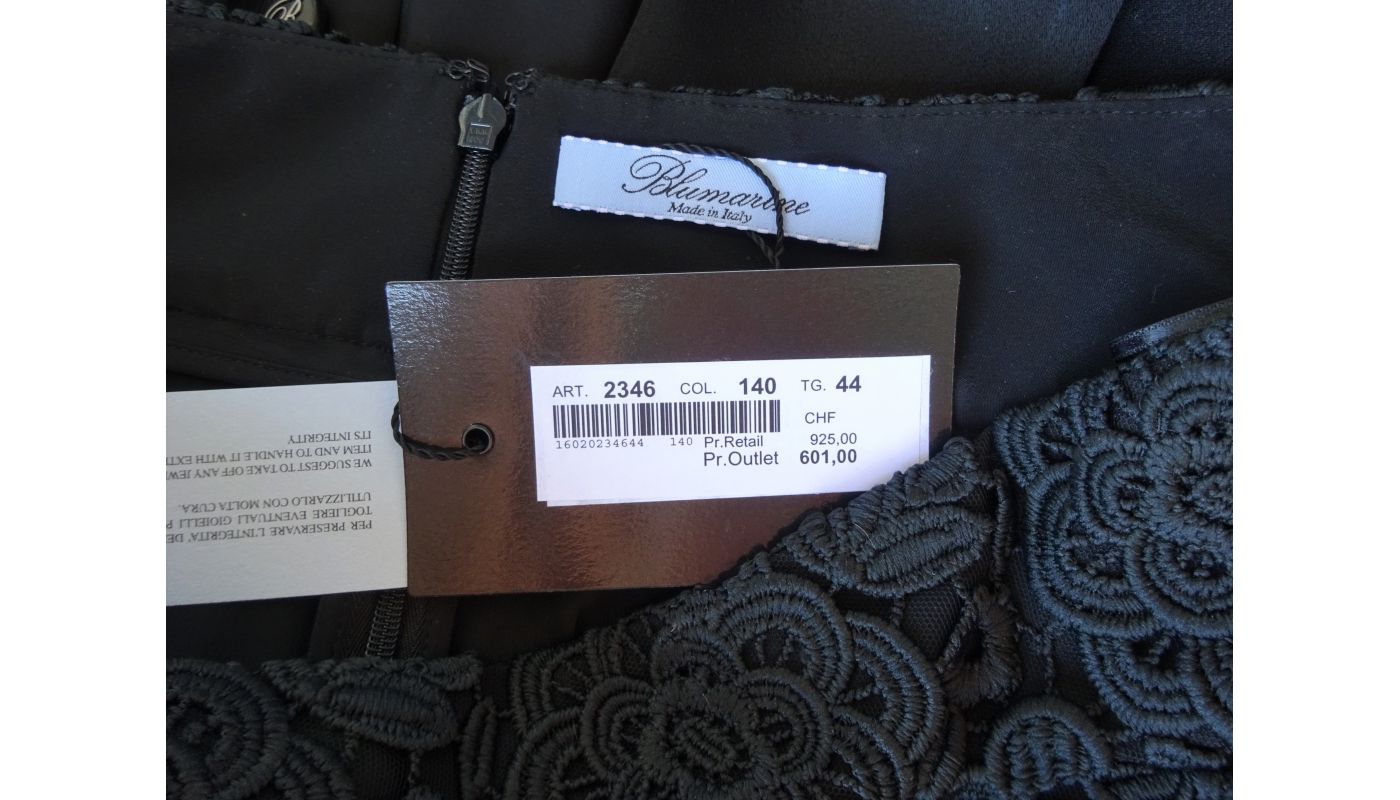 Blumarine
Made in Italy
ART. 2346 COL. 140 TG. 44
CHF
16020234644 140 Pr.Retail 925,00
Pr.Outlet 601,00
PER PRESERVARE L'INTEGRITA' DE
TOGLIERE EVENTUALI GIOIELLI P
UTILIZZARLO CON MOLTA CURA.
WE SUGGEST TO TAKE OFF ANY JEW
ITEM AND TO HANDLE IT WITH EXT
ITS INTEGRITY